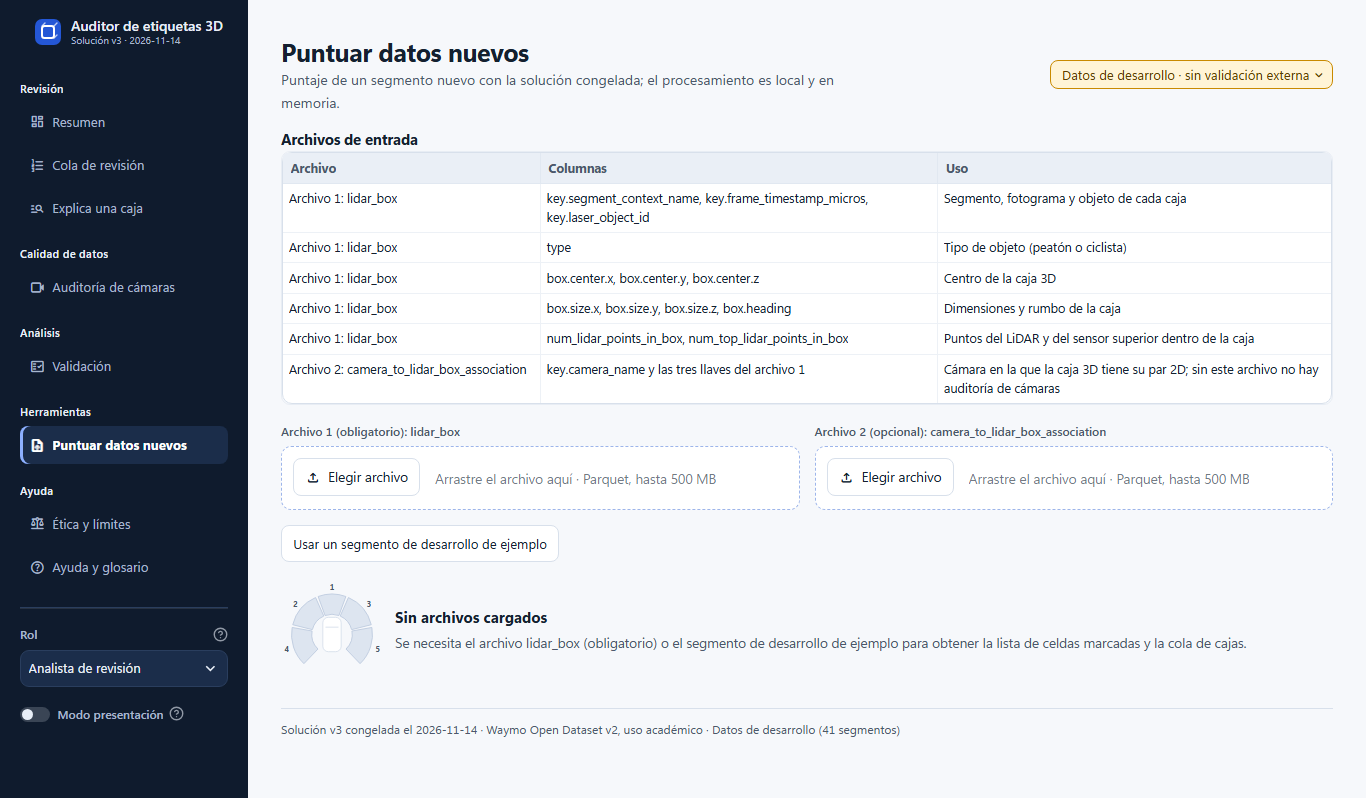 Auditor de etiquetas 3D
Solución v3 · 2026-11-14
Revisión
Resumen
Cola de revisión
Explica una caja
Calidad de datos
Auditoría de cámaras
Análisis
Validación
Herramientas
Puntuar datos nuevos
Ayuda
Ética y límites
Ayuda y glosario
Rol
Analista de revisión
Modo presentación
Puntuar datos nuevos
Puntaje de un segmento nuevo con la solución congelada; el procesamiento es local y en
memoria.
Datos de desarrollo · sin validación externa
Archivos de entrada
Archivo Columnas Uso
Archivo 1: lidar_box key.segment_context_name, key.frame_timestamp_micros, Segmento, fotograma y objeto de cada caja
key.laser_object_id
Archivo 1: lidar_box type Tipo de objeto (peatón o ciclista)
Archivo 1: lidar_box box.center.x, box.center.y, box.center.z Centro de la caja 3D
Archivo 1: lidar_box box.size.x, box.size.y, box.size.z, box.heading Dimensiones y rumbo de la caja
Archivo 1: lidar_box num_lidar_points_in_box, num_top_lidar_points_in_box Puntos del LiDAR y del sensor superior dentro de la caja
Archivo 2: camera_to_lidar_box_association key.camera_name y las tres llaves del archivo 1 Cámara en la que la caja 3D tiene su par 2D; sin este archivo no hay
auditoría de cámaras
Archivo 1 (obligatorio): lidar_box Archivo 2 (opcional): camera_to_lidar_box_association
Elegir archivo Arrastre el archivo aquí · Parquet, hasta 500 MB Elegir archivo Arrastre el archivo aquí · Parquet, hasta 500 MB
Usar un segmento de desarrollo de ejemplo
1
2 3
4 5
Sin archivos cargados
Se necesita el archivo lidar_box (obligatorio) o el segmento de desarrollo de ejemplo para obtener la lista de celdas marcadas y la cola de cajas.
Solución v3 congelada el 2026-11-14 · Waymo Open Dataset v2, uso académico · Datos de desarrollo (41 segmentos)